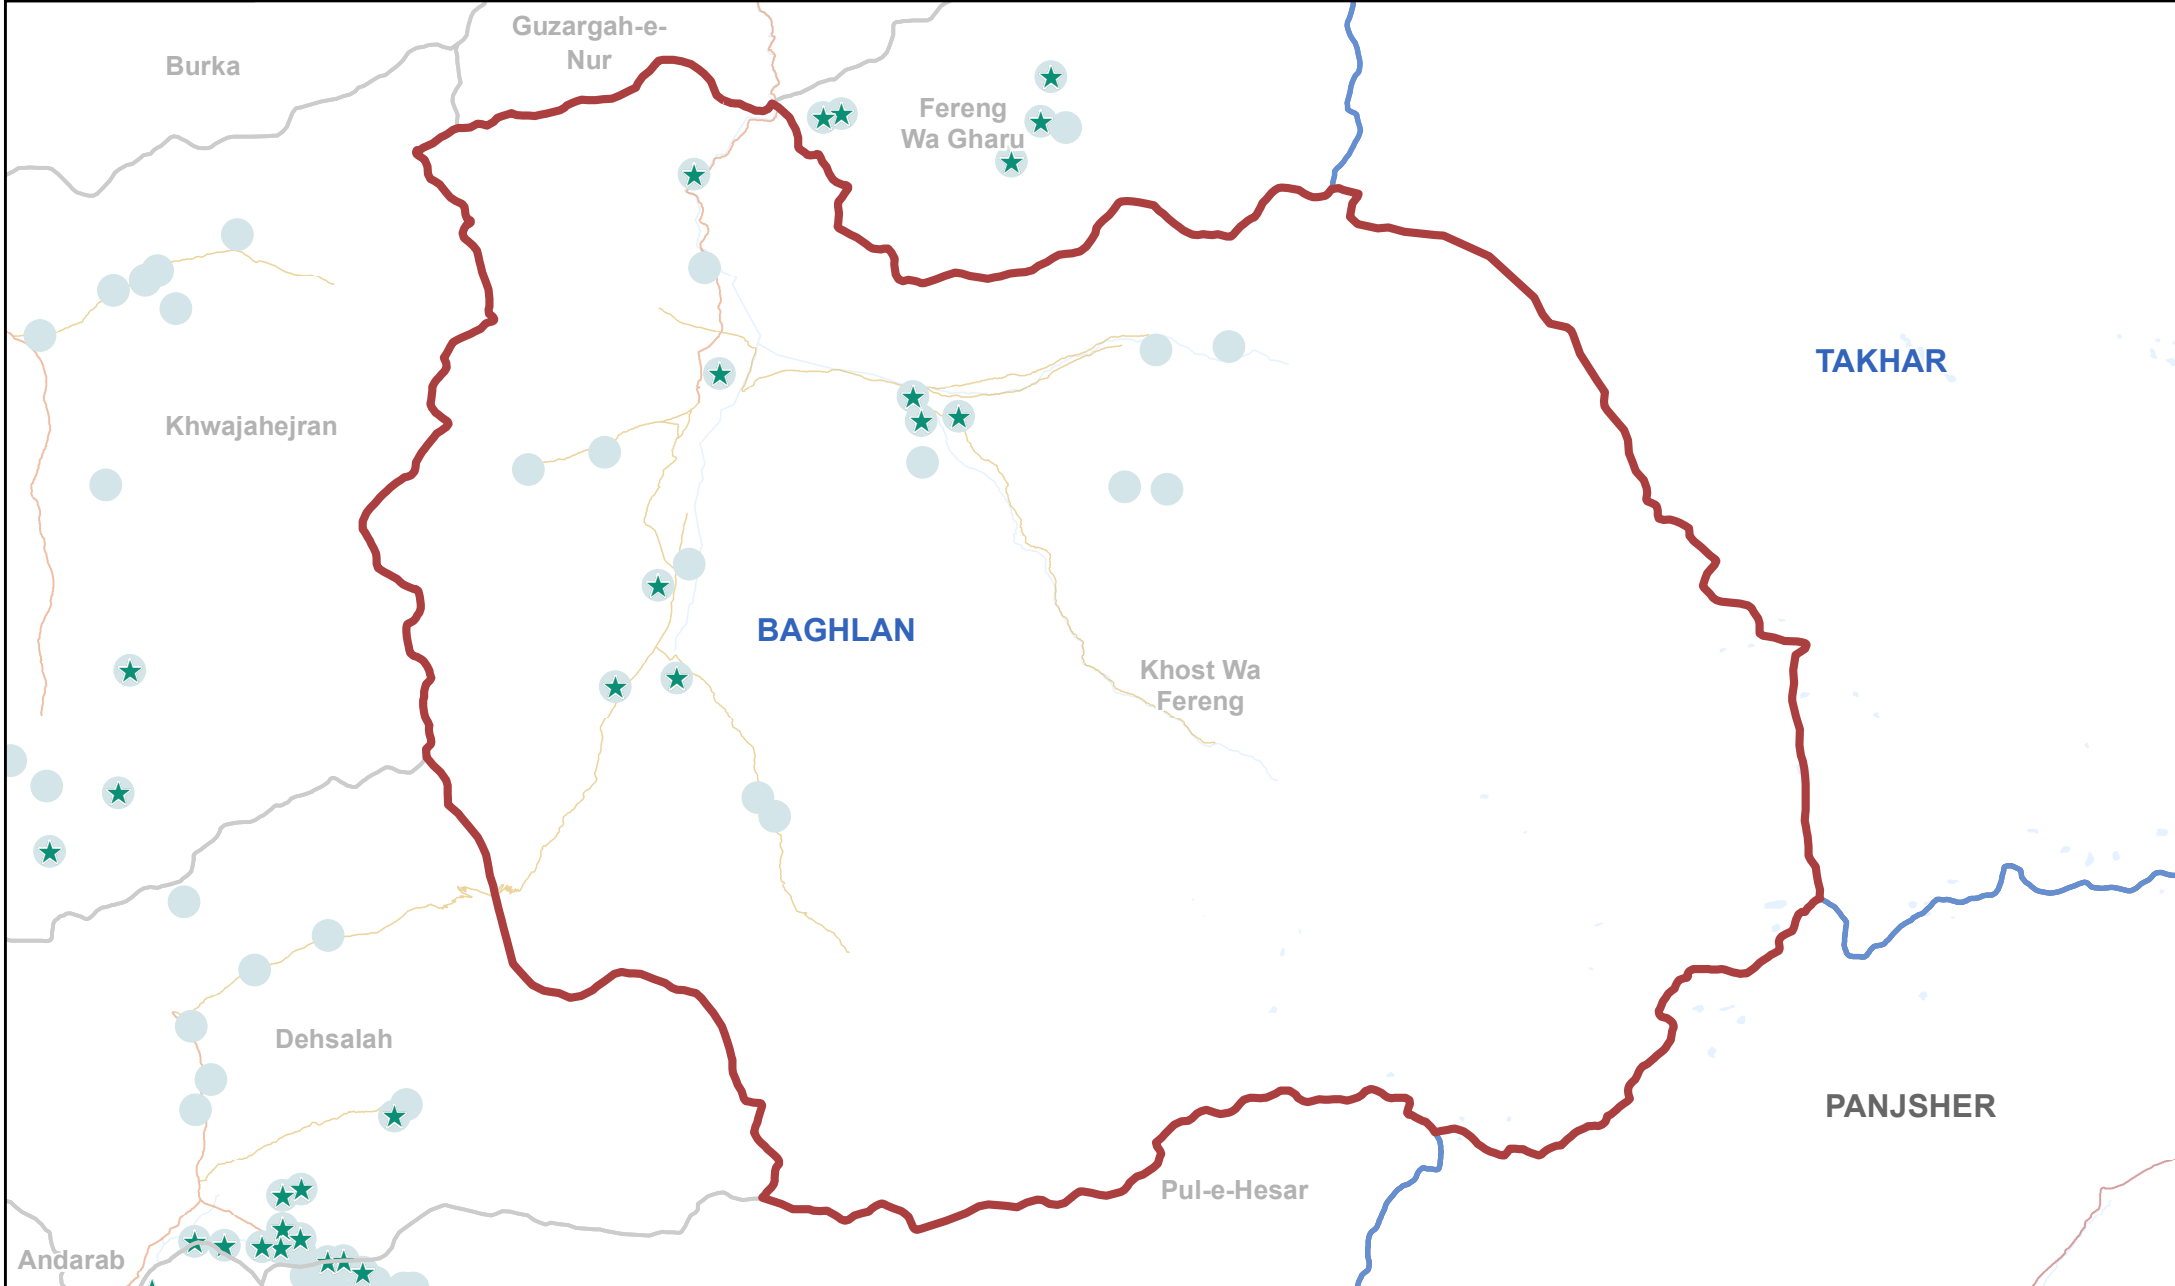 Guzargah-e-
Nur
Burka
Fereng
Wa Gharu
TAKHAR
Khwajahejran
BAGHLAN
Khost Wa
Fereng
Dehsalah
PANJSHER
Pul-e-Hesar
Andarab